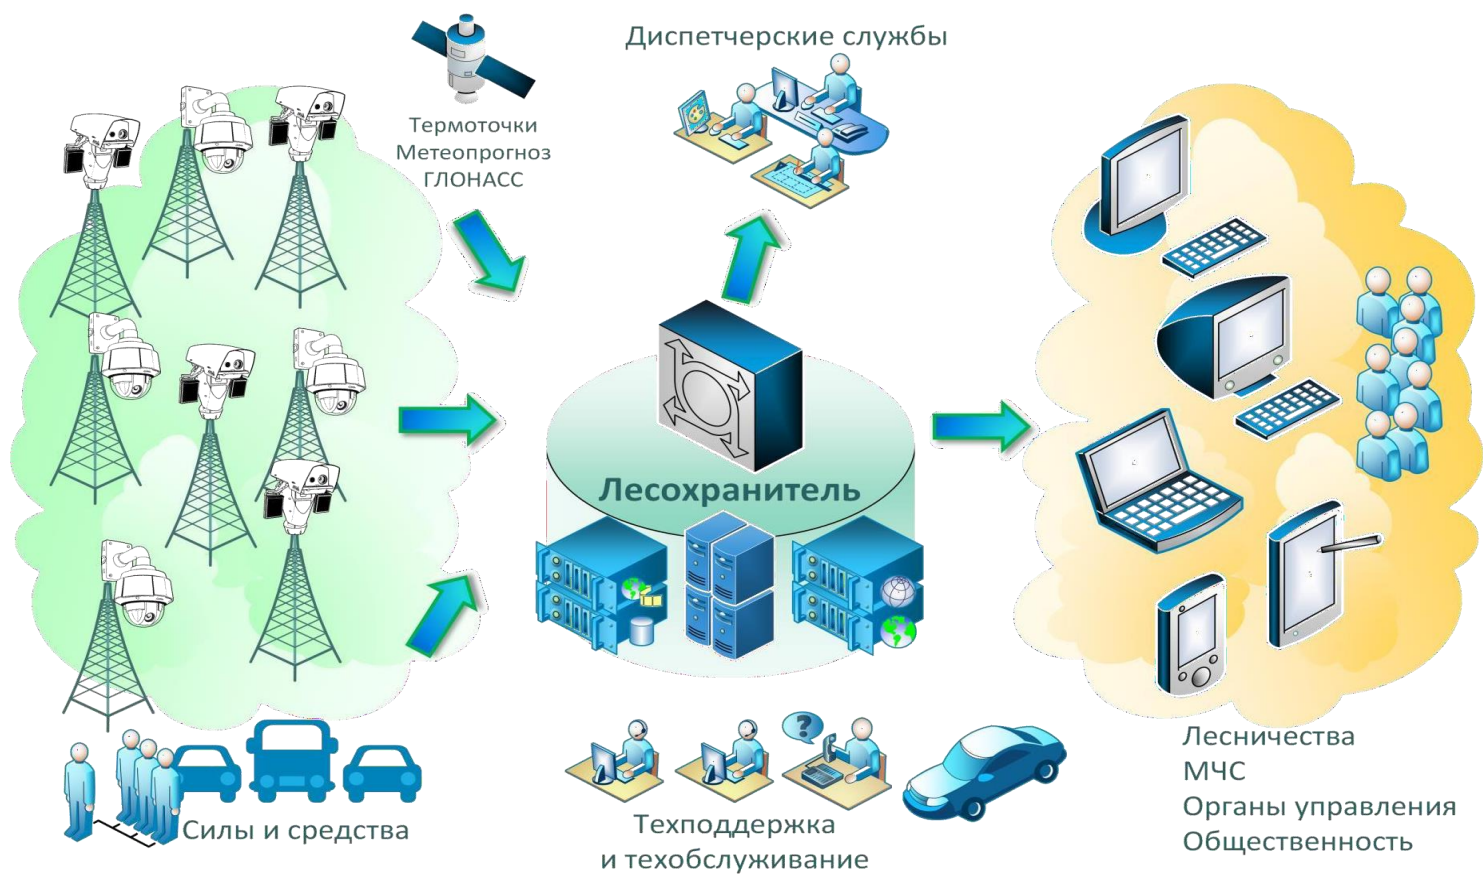 Диспетчерские службы
Термоточки
Метеопрогноз
ГЛОНАСС
Лесохранитель
?
Силы и средства
Техподдержка
и техобслуживание
Лесничества
МЧС
Органы управления
Общественность